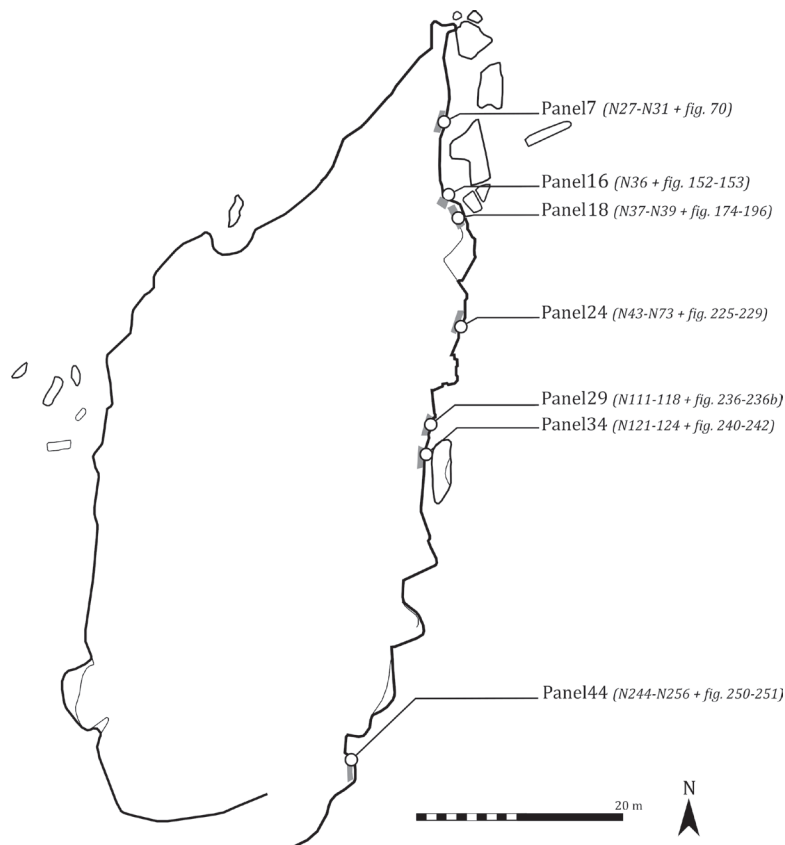 Panel7 (N27-N31 + fig. 70)
Panel16 (N36 + fig. 152-153)
Panel18 (N37-N39 + fig. 174-196)
Panel24 (N43-N73 + fig. 225-229)
Panel29 (N111-118 + fig. 236-236b)
Panel34 (N121-124 + fig. 240-242)
Panel44 (N244-N256 + fig. 250-251)
N
20 m